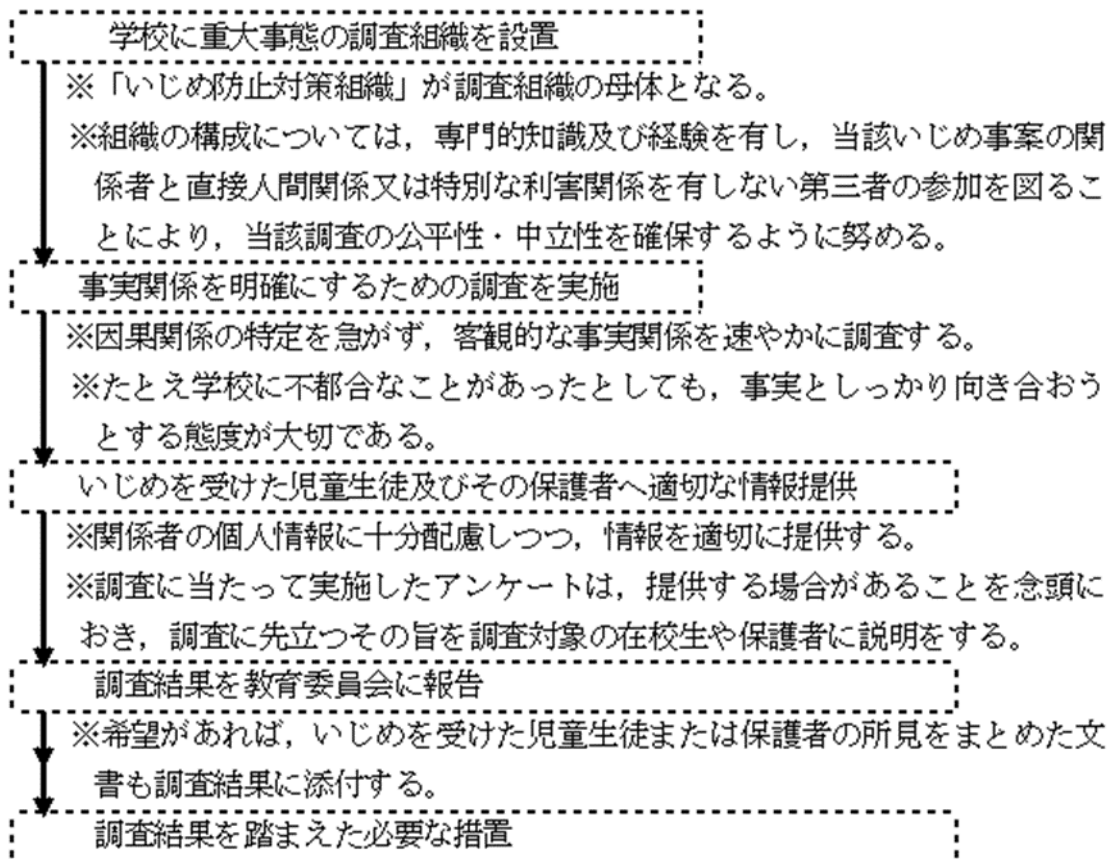 学校に重大事態の調査組織を設置
※「いじめ防止対策組織」が調査組織の母体となる。
※組織の構成については，専門的知識及び経験を有し，当該いじめ事案の関
係者と直接人間関係又は特別な利害関係を有しない第三者の参加を図るこ
とにより，当該調査の公平性・中立性を確保するように努める。
事実関係を明確にするための調査を実施
※因果関係の特定を急がず，客観的な事実関係を速やかに調査する。
※たとえ学校に不都合なことがあったとしても，事実としっかり向き合おう
とする態度が大切である。
いじめを受けた児童生徒及びその保護者へ適切な情報提供
※関係者の個人情報に十分配慮しつつ，情報を適切に提供する。
※調査に当たって実施したアンケートは，提供する場合があることを念頭に
おき，調査に先立つその旨を調査対象の在校生や保護者に説明をする。
調査結果を教育委員会に報告
※希望があれば，いじめを受けた児童生徒または保護者の所見をまとめた文
書も調査結果に添付する。
調査結果を踏まえた必要な措置